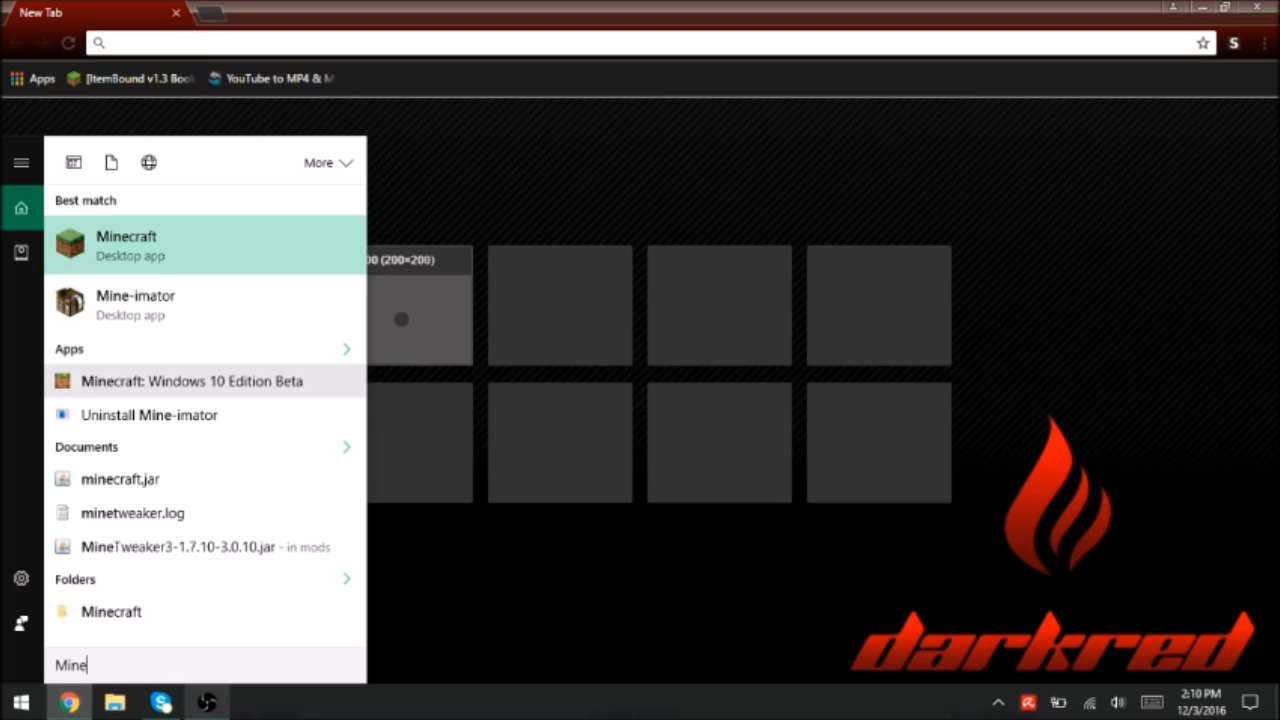 New Tab
S
Apps
[ItemBound v1.3 Boo
YouTube to MP4 & M
More
Best match
Minecraft
Desktop app
00 (200×200)
Mine-imator
Desktop app
Apps
Minecraft: Windows 10 Edition Beta
Uninstall Mine-imator
Documents
minecraft.jar
minetweaker.log
MineTweaker3-1.7.10-3.0.10.jar - in mods
Folders
Minecraft
Mine
darkred
2:10 PM
12/3/2016